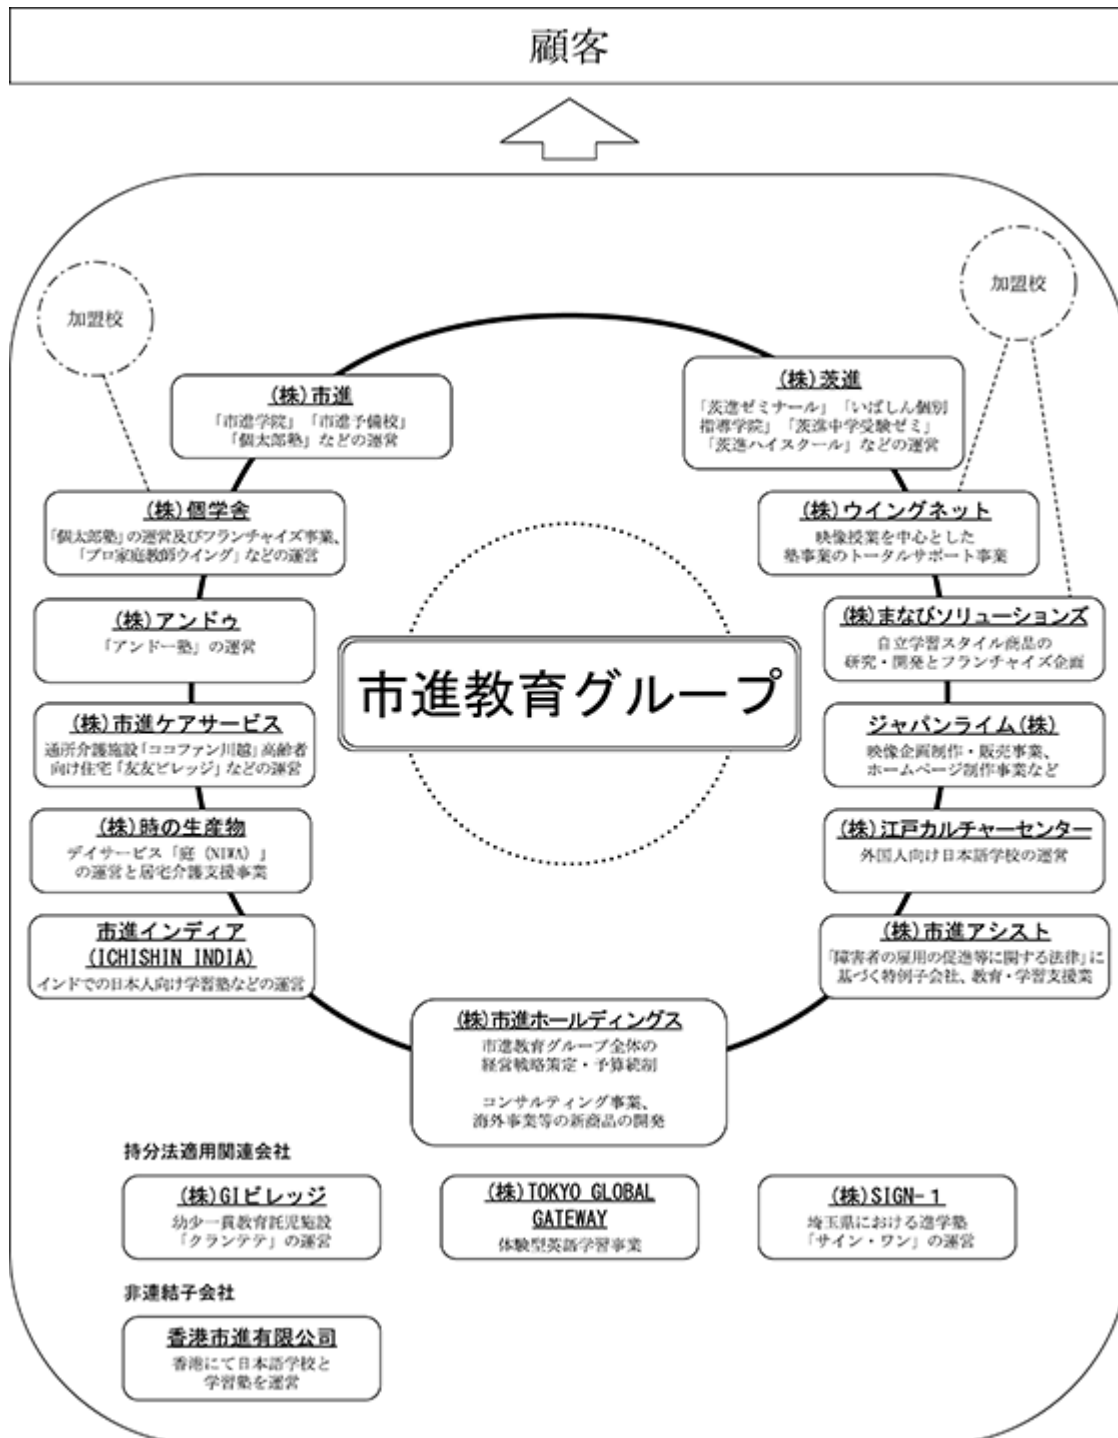 顧客
加盟校
加盟校
(株)市進
「市進学院」「市進予備校」
「個太郎塾」などの運営
(株)茨進
「茨進ゼミナール」「いばしん個別
指導学院」「茨進中学受験ゼミ」
「茨進ハイスクール」などの運営
(株)個学舎
「個太郎塾」の運営及びフランチャイズ事業、
「プロ家庭教師ウイング」などの運営
(株)ウイングネット
映像授業を中心とした
塾事業のトータルサポート事業
(株)アンドゥ
「アンドー塾」の運営
(株)まなびソリューションズ
自立学習スタイル商品の
研究・開発とフランチャイズ企画
市進教育グループ
(株)市進ケアサービス
通所介護施設「ココファン川越」高齢者
向け住宅「友友ビレッジ」などの運営
ジャパンライム(株)
映像企画制作・販売事業、
ホームページ制作事業など
(株)時の生産物
デイサービス「庭(NIWA)」
の運営と居宅介護支援事業
(株)江戸カルチャーセンター
外国人向け日本語学校の運営
市進インディア
(ICHISHIN INDIA)
インドでの日本人向け学習塾などの運営
(株)市進アシスト
「障害者の雇用の促進等に関する法律」に
基づく特例子会社、教育・学習支援業
(株)市進ホールディングス
市進教育グループ全体の
経営戦略策定・予算統制
コンサルティング事業、
海外事業等の新商品の開発
持分法適用関連会社
(株)GIビレッジ
幼少一貫教育託児施設
「クランテテ」の運営
(株)TOKYO GLOBAL
GATEWAY
体験型英語学習事業
(株)SIGN-1
埼玉県における進学塾
「サイン・ワン」の運営
非連結子会社
香港市進有限公司
香港にて日本語学校と
学習塾を運営